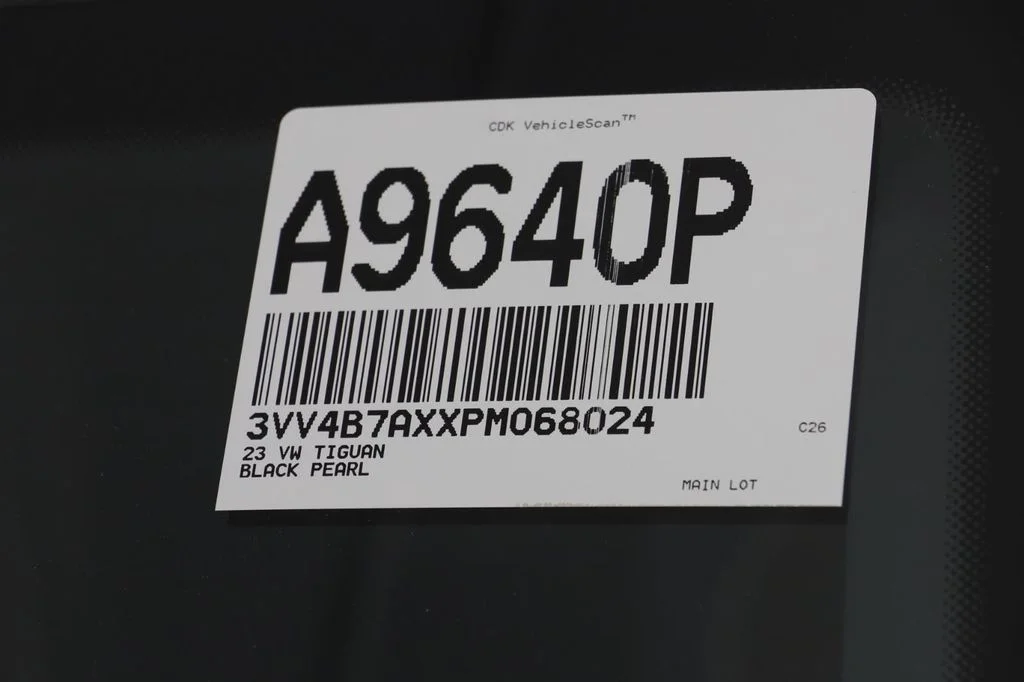 CDK VehicleScan™
A9640P
3VV4B7AXXPM068024
23 VW TIGUAN
BLACK PEARL
C26
MAIN LOT